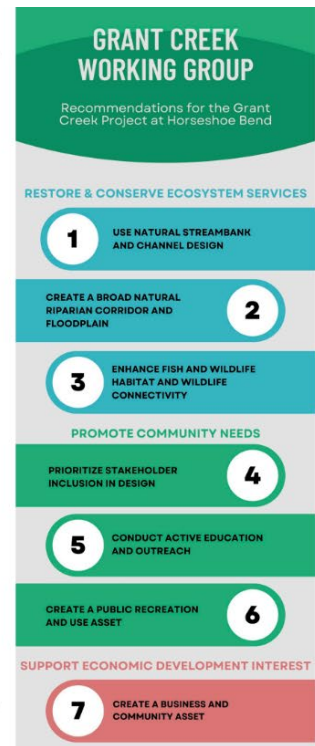 GRANT CREEK
WORKING GROUP
Recommendations for the Grant
Creek Project at Horseshoe Bend
RESTORE & CONSERVE ECOSYSTEM SERVICES
1
USE NATURAL STREAMBANK
AND CHANNEL DESIGN
CREATE A BROAD NATURAL
RIPARIAN CORRIDOR AND
FLOODPLAIN
2
3
ENHANCE FISH AND WILDLIFE
HABITAT AND WILDLIFE
CONNECTIVITY
PROMOTE COMMUNITY NEEDS
PRIORITIZE STAKEHOLDER
INCLUSION IN DESIGN
4
5
CONDUCT ACTIVE EDUCATION
AND OUTREACH
CREATE A PUBLIC RECREATION
AND USE ASSET
6
SUPPORT ECONOMIC DEVELOPMENT INTEREST
7
CREATE A BUSINESS AND
COMMUNITY ASSET